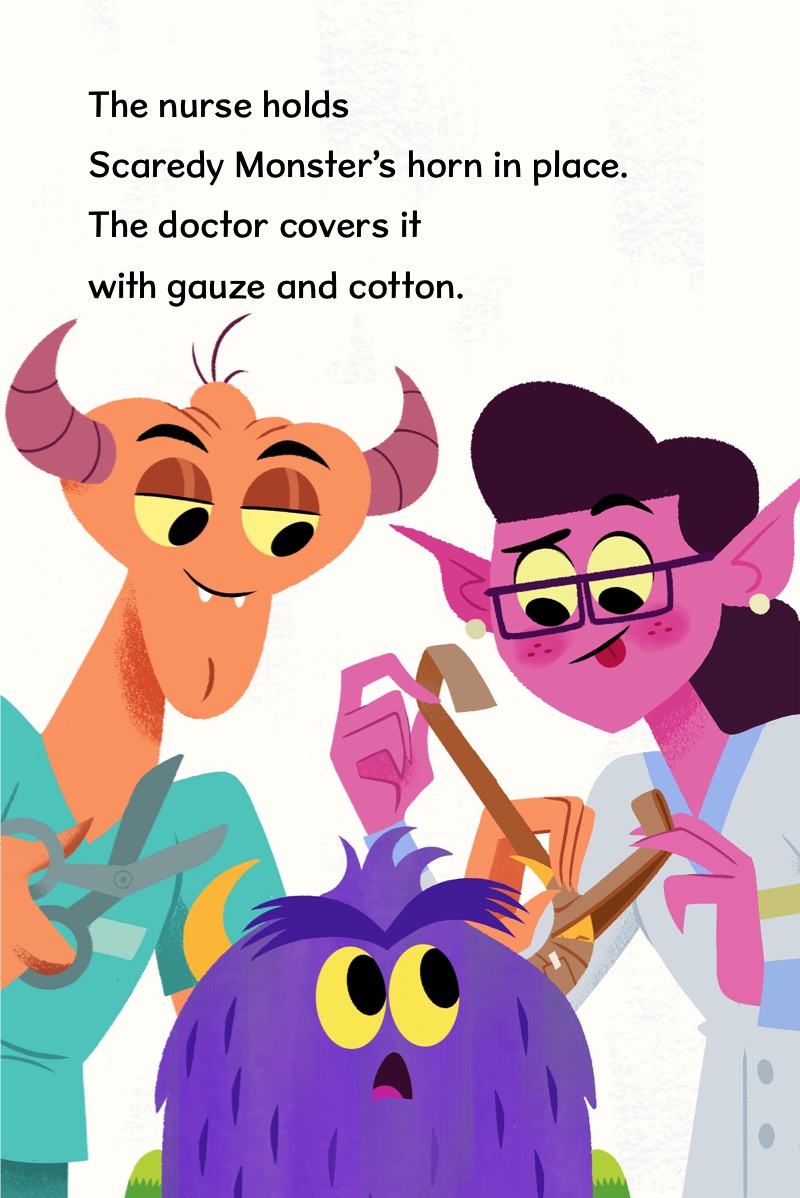 The nurse holds
Scaredy Monster’s horn in place.
The doctor covers it
with gauze and cotton.